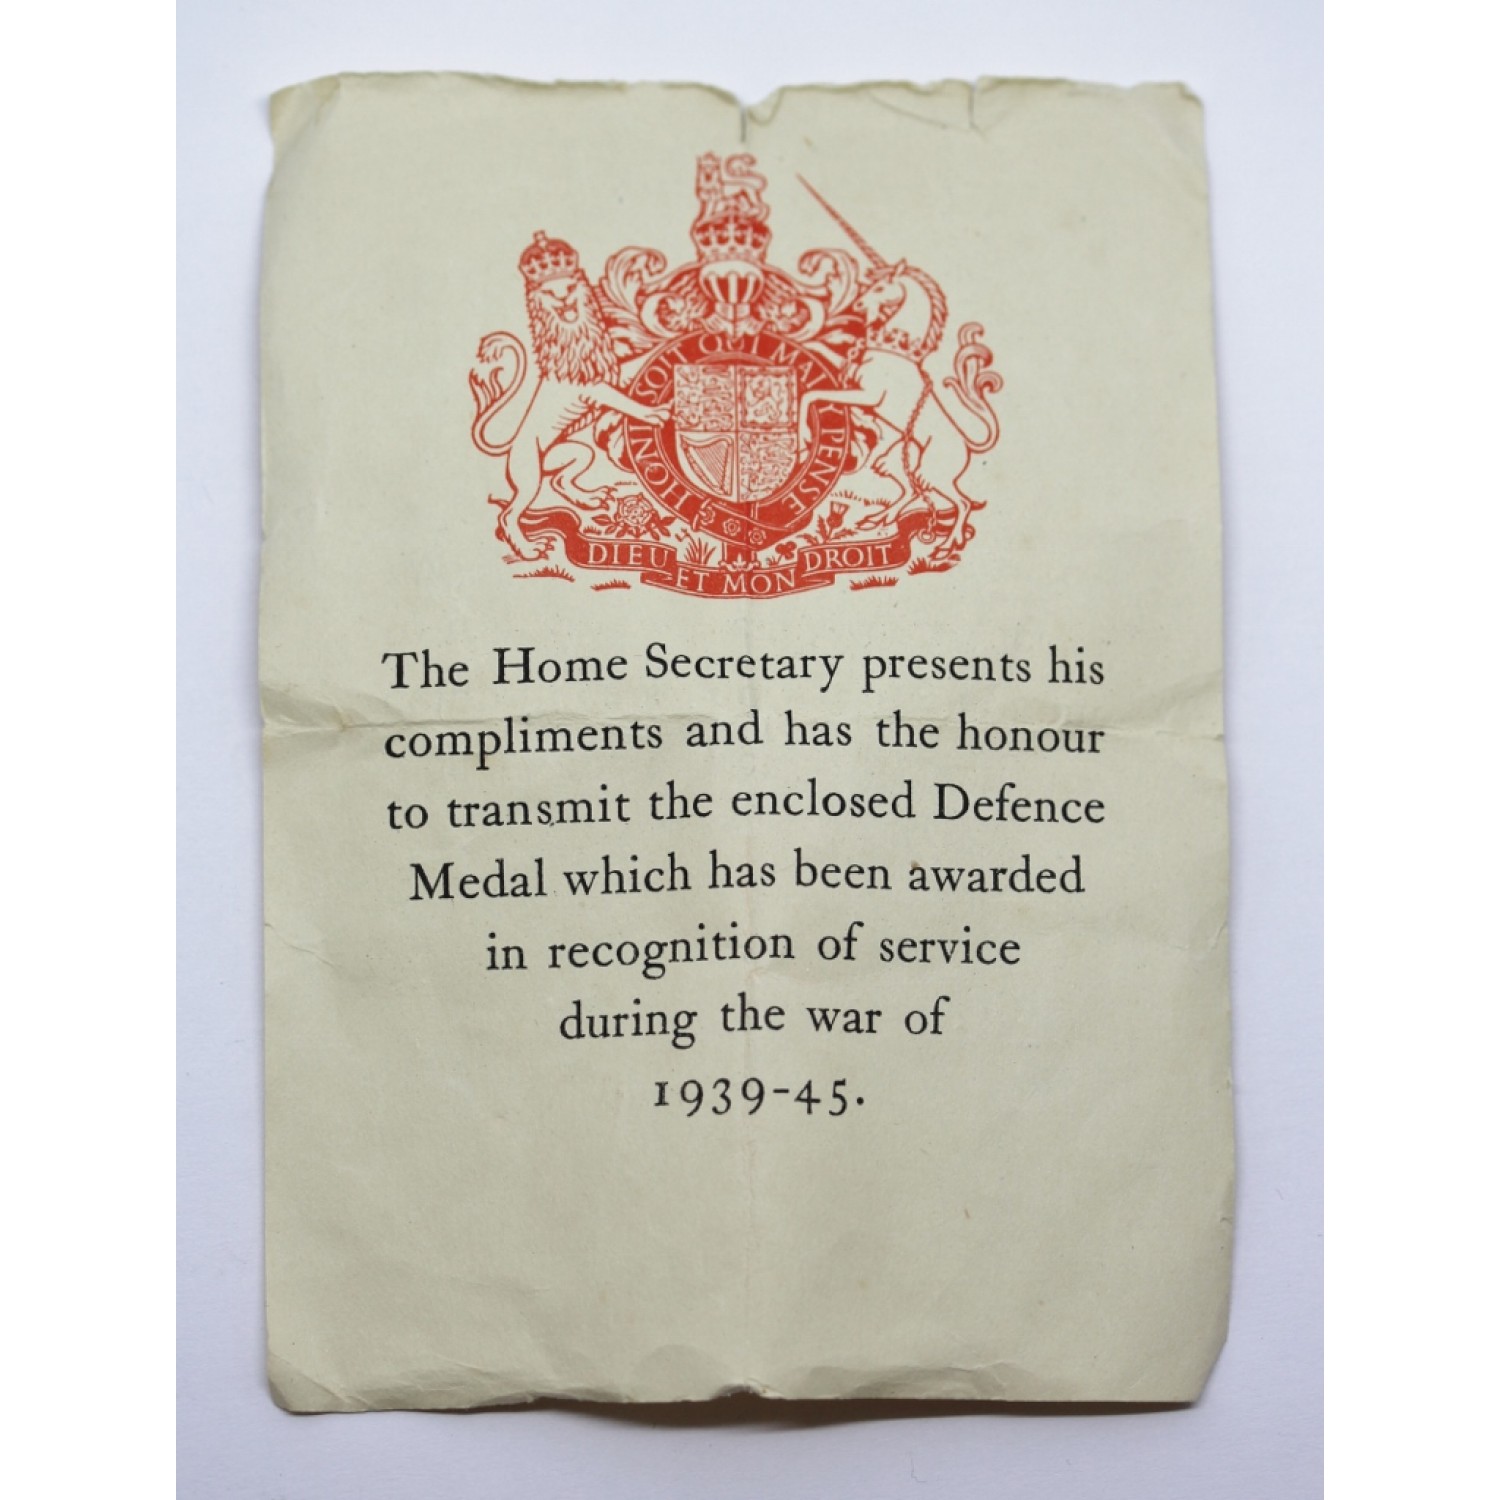 HONI SOIT QUI MAL Y PENSE
DIEU ET MON DROIT
The Home Secretary presents his
compliments and has the honour
to transmit the enclosed Defence
Medal which has been awarded
in recognition of service
during the war of
1939-45.